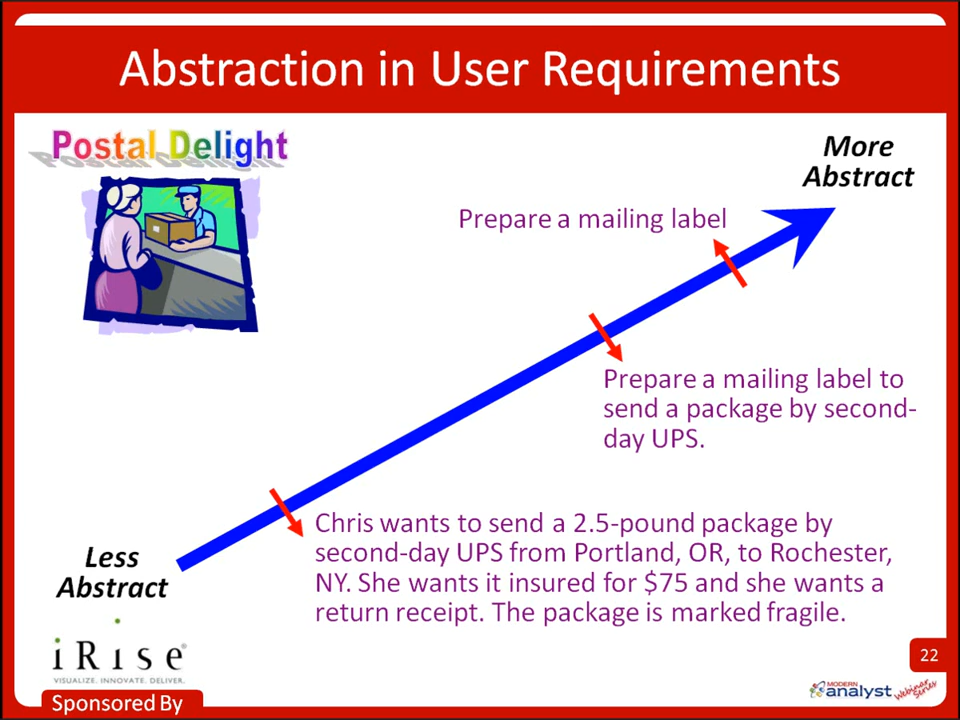 Abstraction in User Requirements
Postal Delight
More
Abstract
Prepare a mailing label
Prepare a mailing label to
send a package by second-
day UPS.
Chris wants to send a 2.5-pound package by
second-day UPS from Portland, OR, to Rochester,
NY. She wants it insured for $75 and she wants a
return receipt. The package is marked fragile.
Less
Abstract
iRise®
VISUALIZE. INNOVATE. DELIVER.
Sponsored By
22
MODERN
analyst
Webinar
Series